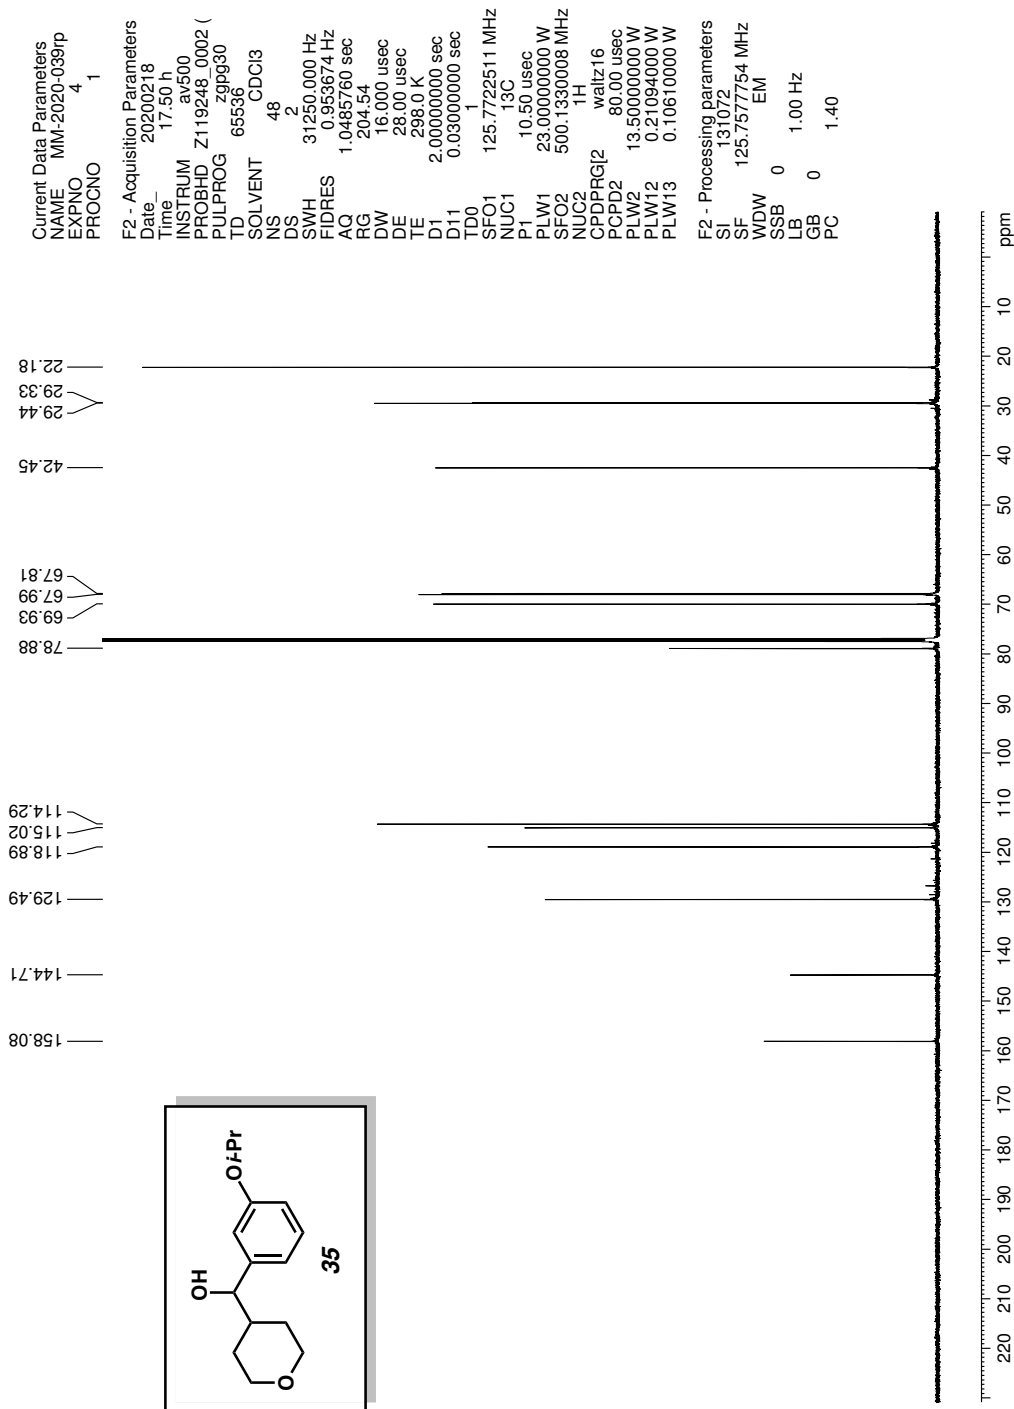 Current Data Parameters
NAME MM-2020-039rp
EXPNO 4
PROCNO 1
F2 - Acquisition Parameters
Date_ 20200218
Time 17.50 h
INSTRUM av500
PROBHD Z119248_0002 (
PULPROG zgpg30
TD 65536
SOLVENT CDCl3
NS 48
DS 2
SWH 31250.000 Hz
FIDRES 0.953674 Hz
AQ 1.0485760 sec
RG 204.54
DW 16.000 usec
DE 28.00 usec
TE 298.0 K
D1 2.00000000 sec
D11 0.03000000 sec
TD0 1
SFO1 125.7722511 MHz
NUC1 13C
P1 10.50 usec
PLW1 23.00000000 W
SFO2 500.1330008 MHz
NUC2 1H
CPDPRG[2 waltz16
PCPD2 80.00 usec
PLW2 13.50000000 W
PLW12 0.21094000 W
PLW13 0.10610000 W
F2 - Processing parameters
SI 131072
SF 125.7577754 MHz
WDW EM
SSB 0
LB 1.00 Hz
GB 0
PC 1.40
158.08
144.71
129.49
118.89
115.02
114.29
78.88
69.93
67.99
67.81
42.45
29.44
29.33
22.18
OH
Oi-Pr
O
35
220 210 200 190 180 170 160 150 140 130 120 110 100 90 80 70 60 50 40 30 20 10 ppm